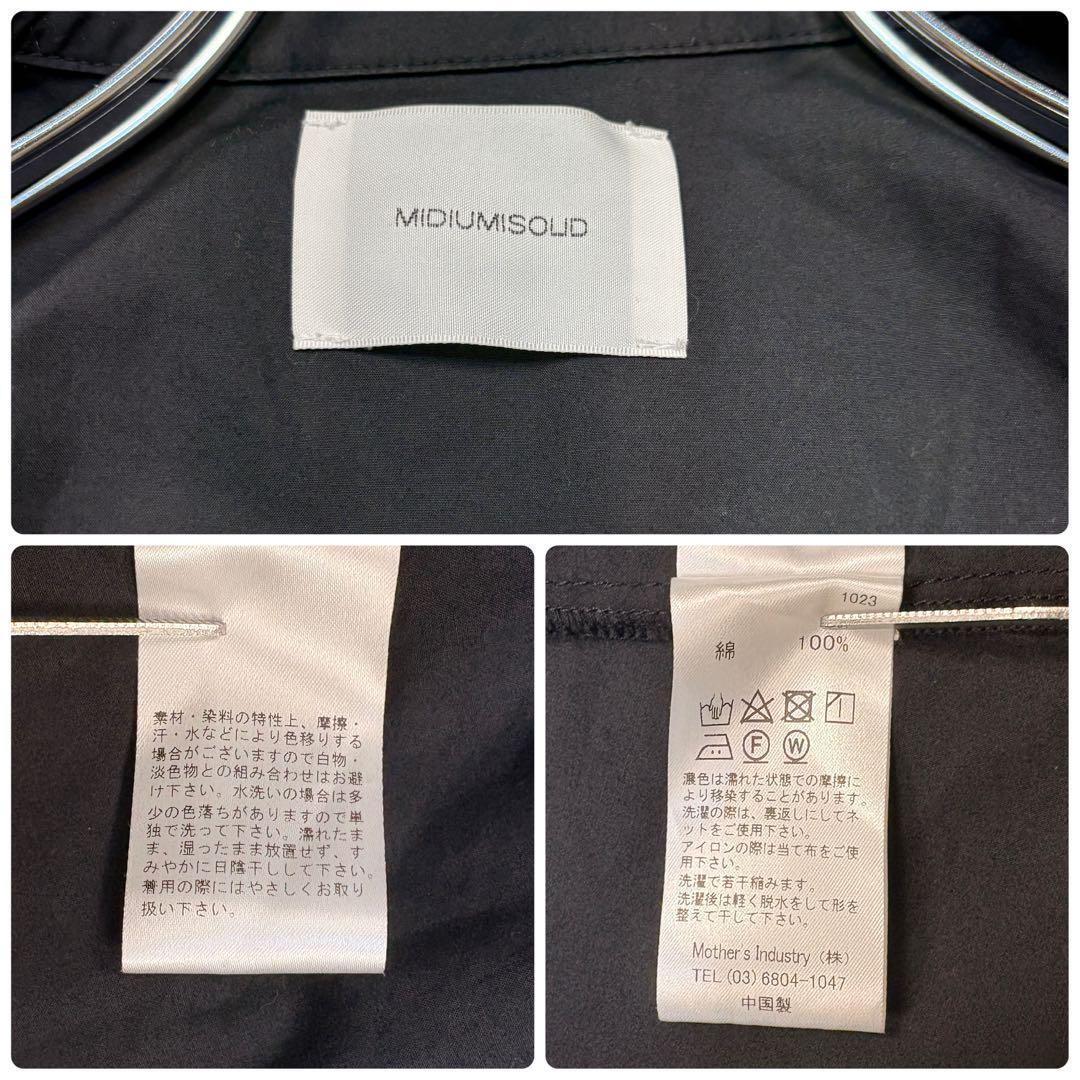 MIDIUMISOLID
素材・染料の特性上、摩擦・
汗・水などにより色移りする
場合がございますので白物・
淡色物との組み合わせはお避
け下さい。水洗いの場合は多
少の色落ちがありますので単
独で洗って下さい。濡れたま
ま、湿ったまま放置せず、す
みやかに日陰干しして下さい。
着用の際にはやさしくお取り
扱い下さい。
1023
綿 100%
F W
濃色は濡れた状態での摩擦に
より移染することがあります。
洗濯の際は、裏返しにしてネ
ットをご使用下さい。
アイロンの際は当て布をご使
用下さい。
洗濯で若干縮みます。
洗濯後は軽く脱水をして形を
整えて干して下さい。
Mother's Industry (株)
TEL (03) 6804-1047
中国製